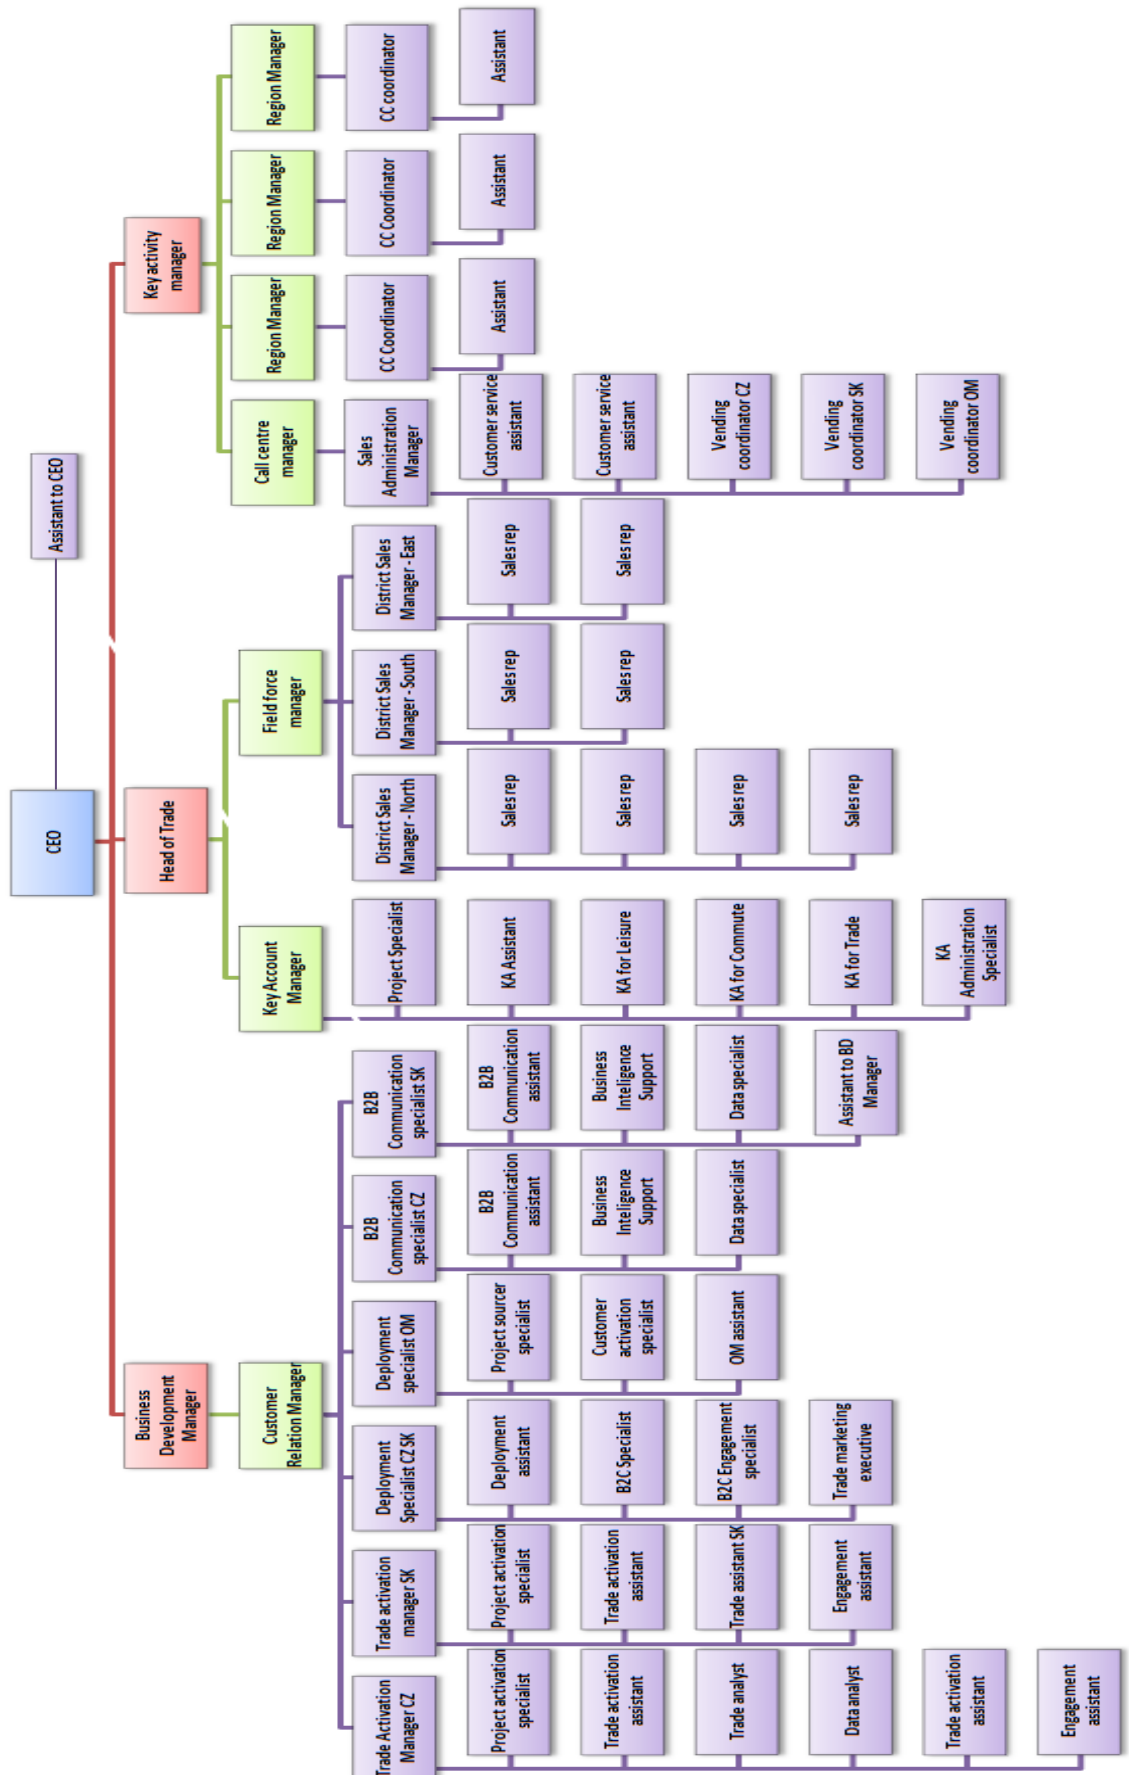 CEO
Assistant to CEO
Business
Development
Manager
Head of Trade
Key activity
manager
Customer
Relation Manager
Key Account
Manager
Field force
manager
Call centre
manager
Region Manager
Region Manager
Region Manager
Trade Activation
Manager CZ
Project activation
specialist
Trade activation
assistant
Trade analyst
Data analyst
Trade activation
assistant
Engagement
assistant
Trade activation
manager SK
Project activation
specialist
Trade activation
assistant
Trade assistant SK
Engagement
assistant
Deployment
Specialist CZ SK
Deployment
assistant
B2C Specialist
B2C Engagement
specialist
Trade marketing
executive
Deployment
specialist OM
Project sourcer
specialist
Customer
activation
specialist
OM assistant
B2B
Communication
specialist CZ
B2B
Communication
assistant
Business
Inteligence
Support
Data specialist
B2B
Communication
specialist SK
B2B
Communication
assistant
Business
Inteligence
Support
Data specialist
Assistant to BD
Manager
Project Specialist
KA Assistant
KA for Leisure
KA for Commute
KA for Trade
KA
Administration
Specialist
District Sales
Manager - North
Sales rep
Sales rep
Sales rep
Sales rep
District Sales
Manager - South
Sales rep
Sales rep
District Sales
Manager - East
Sales rep
Sales rep
Sales
Administration
Manager
Customer service
assistant
Customer service
assistant
Vending
coordinator CZ
Vending
coordinator SK
Vending
coordinator OM
CC Coordinator
Assistant
CC Coordinator
Assistant
CC coordinator
Assistant